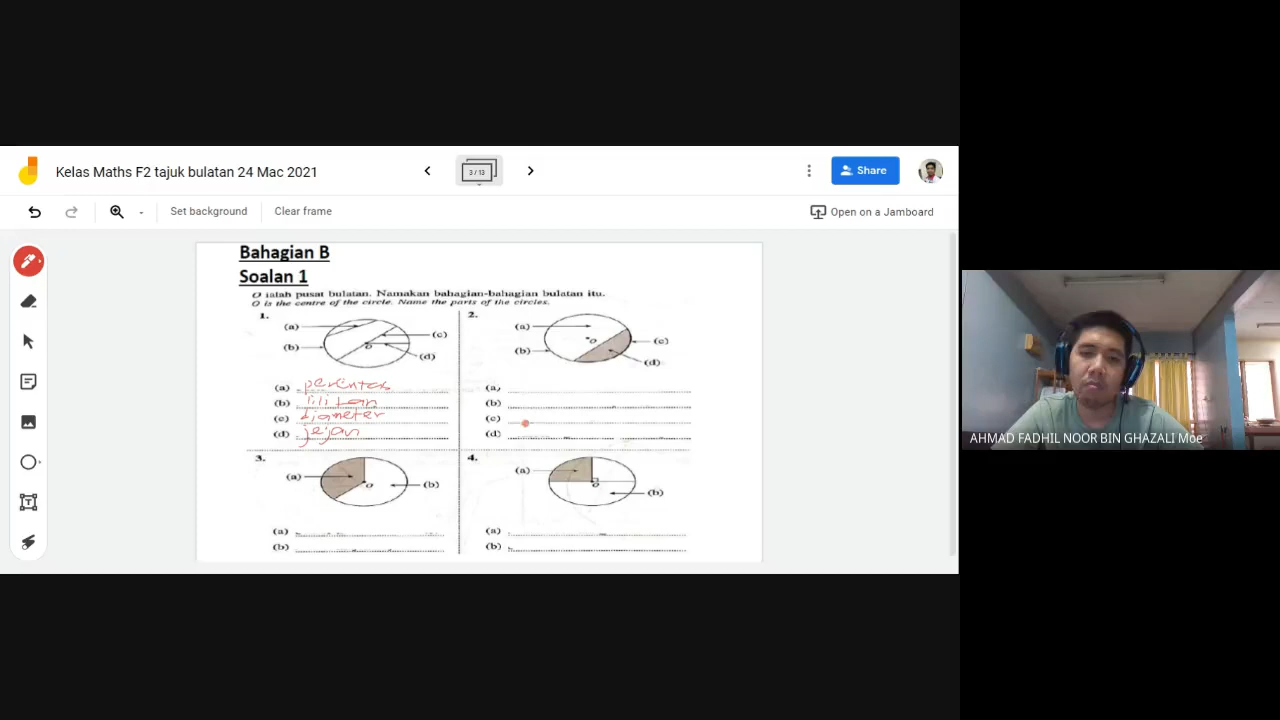 Kelas Maths F2 tajuk bulatan 24 Mac 2021
3 / 13
Share
Set background
Clear frame
Open on a Jamboard
Bahagian B
Soalan 1
O ialah pusat bulatan. Namakan bahagian-bahagian bulatan itu.
O is the centre of the circle. Name the parts of the circles.
1.
(a)
(b)
(c)
(d)
O
(a) perentas
(b) lilitan
(c) diameter
(d) jejari
2.
(a)
(b)
(c)
(d)
O
(a)
(b)
(c)
(d)
3.
(a)
(b)
O
(a)
(b)
4.
(a)
(b)
O
(a)
(b)
AHMAD FADHIL NOOR BIN GHAZALI Moe